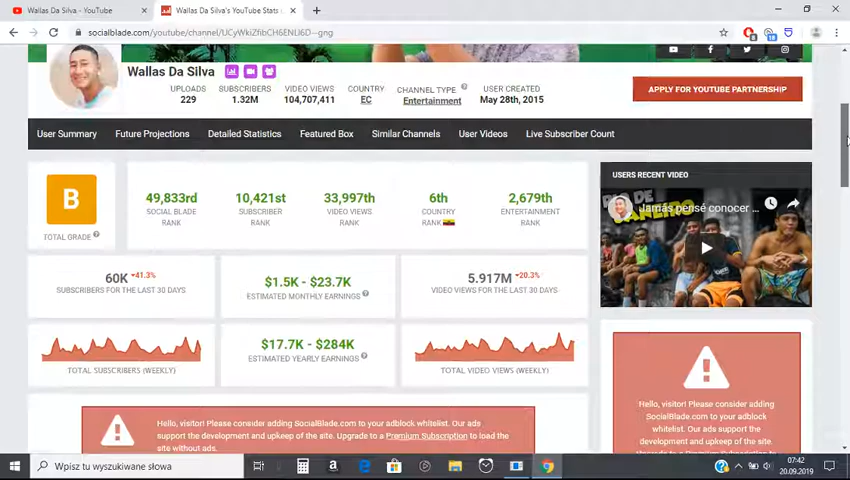 Wallas Da Silva - YouTube
Wallas Da Silva's YouTube Stats
socialblade.com/youtube/channel/UCyWkiZfibCH6ENLI6D--gng
Wallas Da Silva
UPLOADS
229
SUBSCRIBERS
1.32M
VIDEO VIEWS
104,707,411
COUNTRY
EC
CHANNEL TYPE
Entertainment
USER CREATED
May 28th, 2015
APPLY FOR YOUTUBE PARTNERSHIP
User Summary
Future Projections
Detailed Statistics
Featured Box
Similar Channels
User Videos
Live Subscriber Count
B
TOTAL GRADE
49,833rd
SOCIAL BLADE
RANK
10,421st
SUBSCRIBER
RANK
33,997th
VIDEO VIEWS
RANK
6th
COUNTRY
RANK
2,679th
ENTERTAINMENT
RANK
60K -41.3%
SUBSCRIBERS FOR THE LAST 30 DAYS
$1.5K - $23.7K
ESTIMATED MONTHLY EARNINGS
5.917M -20.3%
VIDEO VIEWS FOR THE LAST 30 DAYS
TOTAL SUBSCRIBERS (WEEKLY)
$17.7K - $284K
ESTIMATED YEARLY EARNINGS
TOTAL VIDEO VIEWS (WEEKLY)
Hello, visitor! Please consider adding SocialBlade.com to your adblock whitelist. Our ads
support the development and upkeep of the site. Upgrade to a Premium Subscription to load the
site without ads.
USERS RECENT VIDEO
Jamás pensé conocer ...
RIO DE
JANEIRO
Hello, visitor! Please consider adding
SocialBlade.com to your adblock
whitelist. Our ads support the
development and upkeep of the site.
Wpisz tu wyszukiwane słowa
07:42
20.09.2019